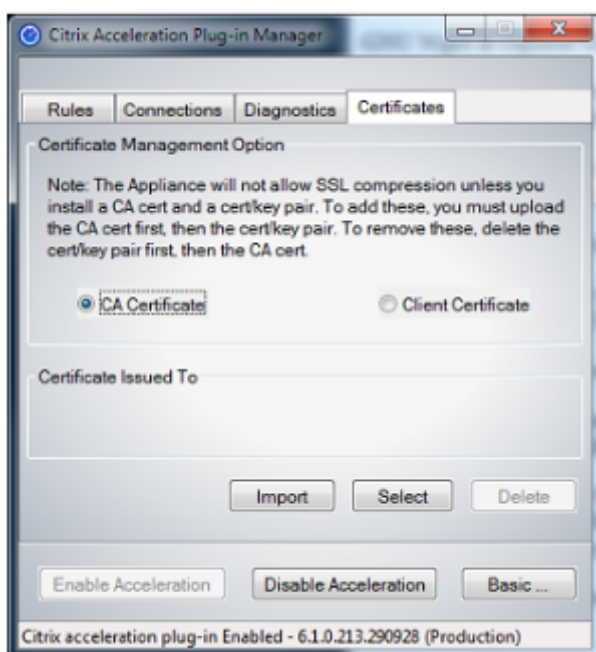 Citrix Acceleration Plug-in Manager
Rules Connections Diagnostics Certificates
Certificate Management Option
Note: The Appliance will not allow SSL compression unless you
install a CA cert and a cert/key pair. To add these, you must upload
the CA cert first, then the cert/key pair. To remove these, delete the
cert/key pair first, then the CA cert.
CA Certificate Client Certificate
Certificate Issued To
Import Select Delete
Enable Acceleration Disable Acceleration Basic ...
Citrix acceleration plug-in Enabled - 6.1.0.213.290928 (Production)